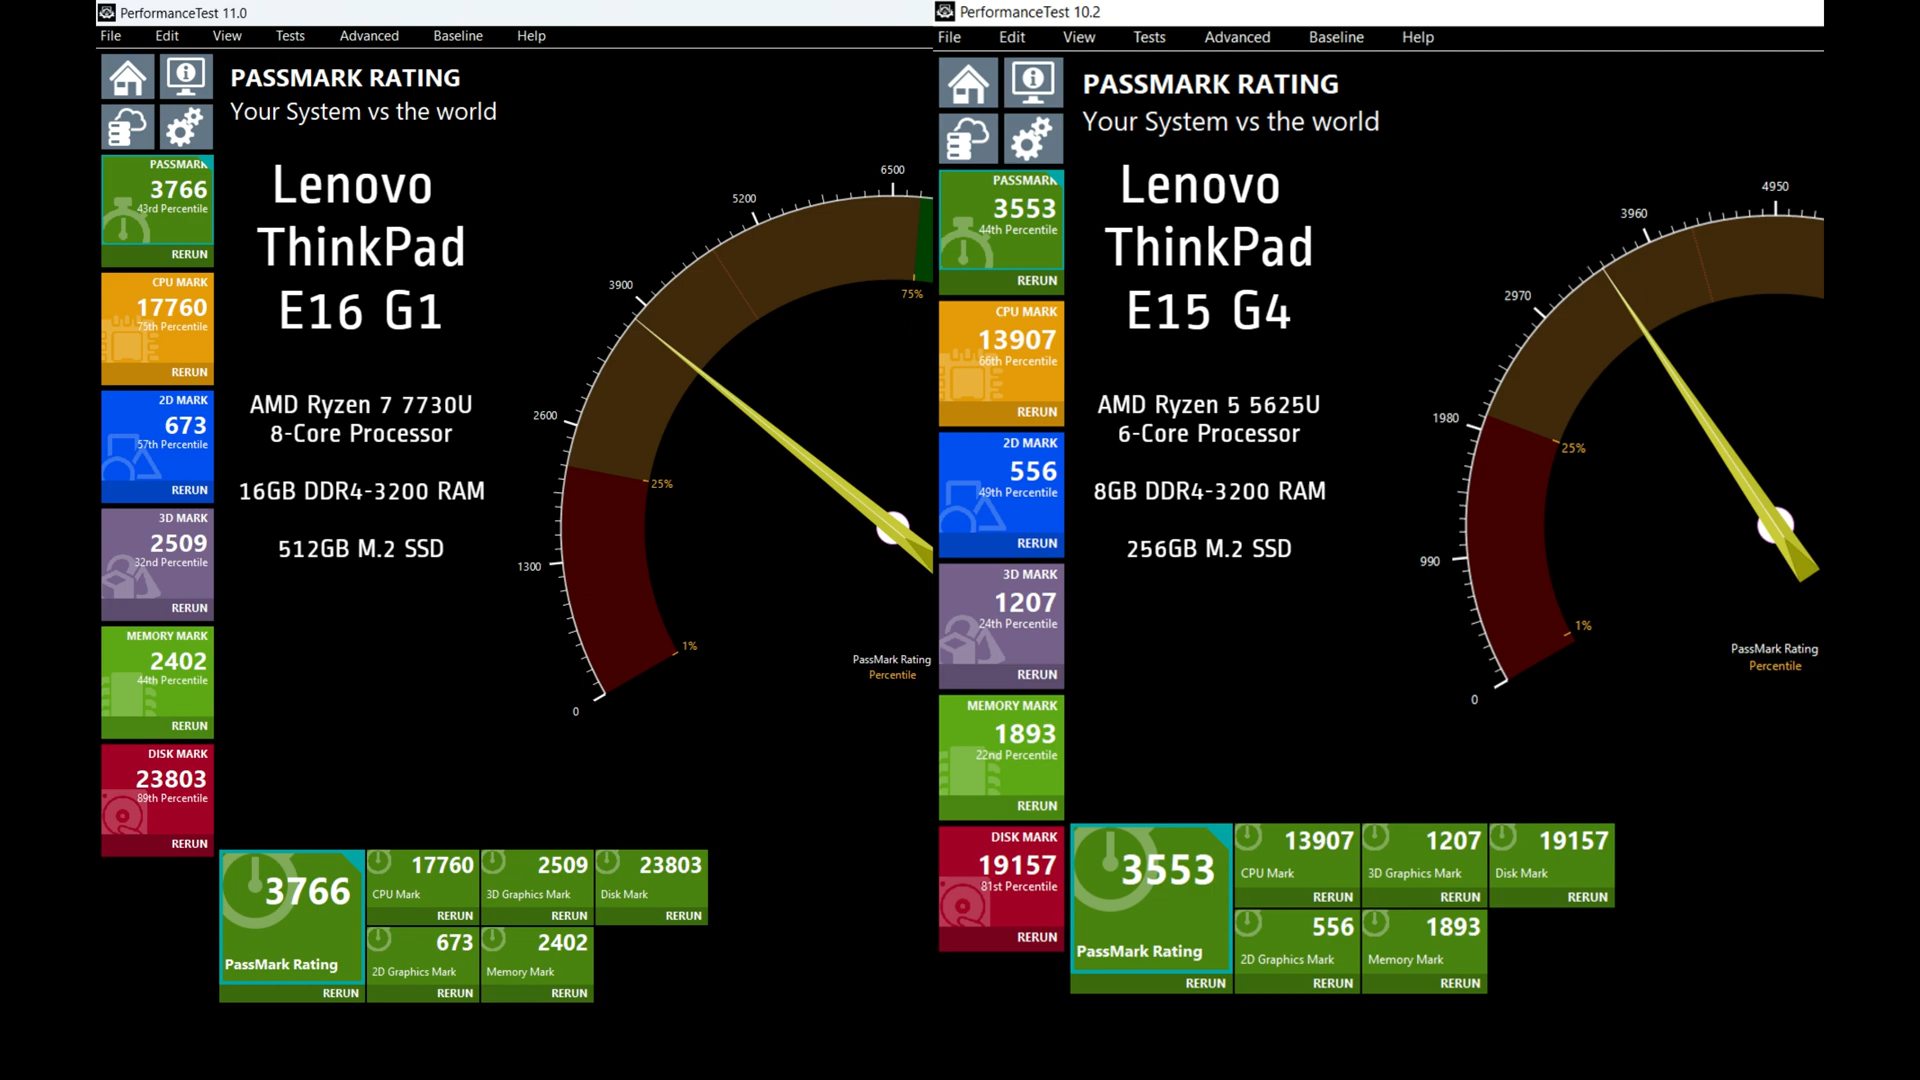 PerformanceTest 11.0
File Edit View Tests Advanced Baseline Help
PASSMARK RATING
Your System vs the world
PASSMARK
3766
43rd Percentile
RERUN
CPU MARK
17760
75th Percentile
RERUN
2D MARK
673
57th Percentile
RERUN
3D MARK
2509
32nd Percentile
RERUN
MEMORY MARK
2402
44th Percentile
RERUN
DISK MARK
23803
89th Percentile
RERUN
Lenovo
ThinkPad
E16 G1
AMD Ryzen 7 7730U
8-Core Processor
16GB DDR4-3200 RAM
512GB M.2 SSD
6500
5200
3900
2600
1300
0
75%
25%
1%
PassMark Rating
Percentile
3766
PassMark Rating
RERUN
17760
CPU Mark
RERUN
2509
3D Graphics Mark
RERUN
23803
Disk Mark
RERUN
673
2D Graphics Mark
RERUN
2402
Memory Mark
RERUN
PerformanceTest 10.2
File Edit View Tests Advanced Baseline Help
PASSMARK RATING
Your System vs the world
PASSMARK
3553
44th Percentile
RERUN
CPU MARK
13907
66th Percentile
RERUN
2D MARK
556
49th Percentile
RERUN
3D MARK
1207
24th Percentile
RERUN
MEMORY MARK
1893
22nd Percentile
RERUN
DISK MARK
19157
81st Percentile
RERUN
Lenovo
ThinkPad
E15 G4
AMD Ryzen 5 5625U
6-Core Processor
8GB DDR4-3200 RAM
256GB M.2 SSD
4950
3960
2970
1980
990
0
25%
1%
PassMark Rating
Percentile
3553
PassMark Rating
RERUN
13907
CPU Mark
RERUN
1207
3D Graphics Mark
RERUN
19157
Disk Mark
RERUN
556
2D Graphics Mark
RERUN
1893
Memory Mark
RERUN